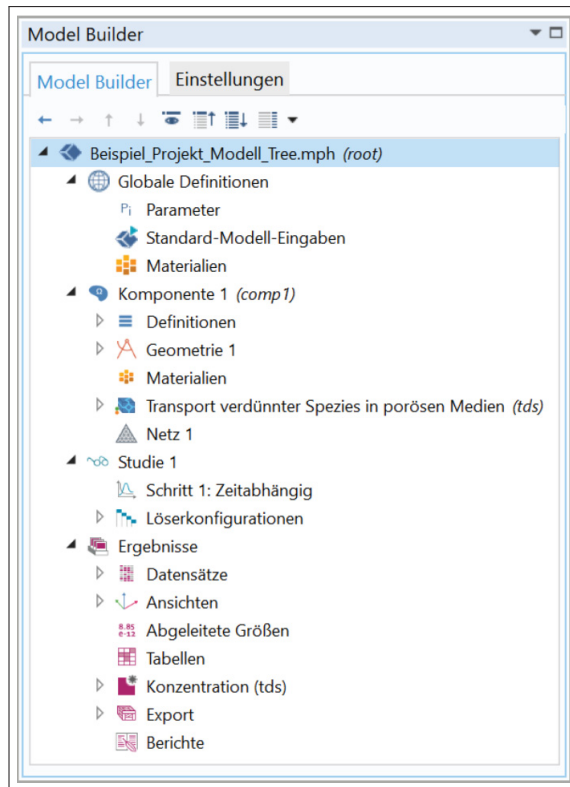 Model Builder
Model Builder Einstellungen
Beispiel_Projekt_Modell_Tree.mph (root)
Globale Definitionen
Pi Parameter
Standard-Modell-Eingaben
Materialien
Komponente 1 (comp1)
Definitionen
Geometrie 1
Materialien
Transport verdünnter Spezies in porösen Medien (tds)
Netz 1
Studie 1
Schritt 1: Zeitabhängig
Löserkonfigurationen
Ergebnisse
Datensätze
Ansichten
8.85
e-12 Abgeleitete Größen
Tabellen
Konzentration (tds)
Export
Berichte